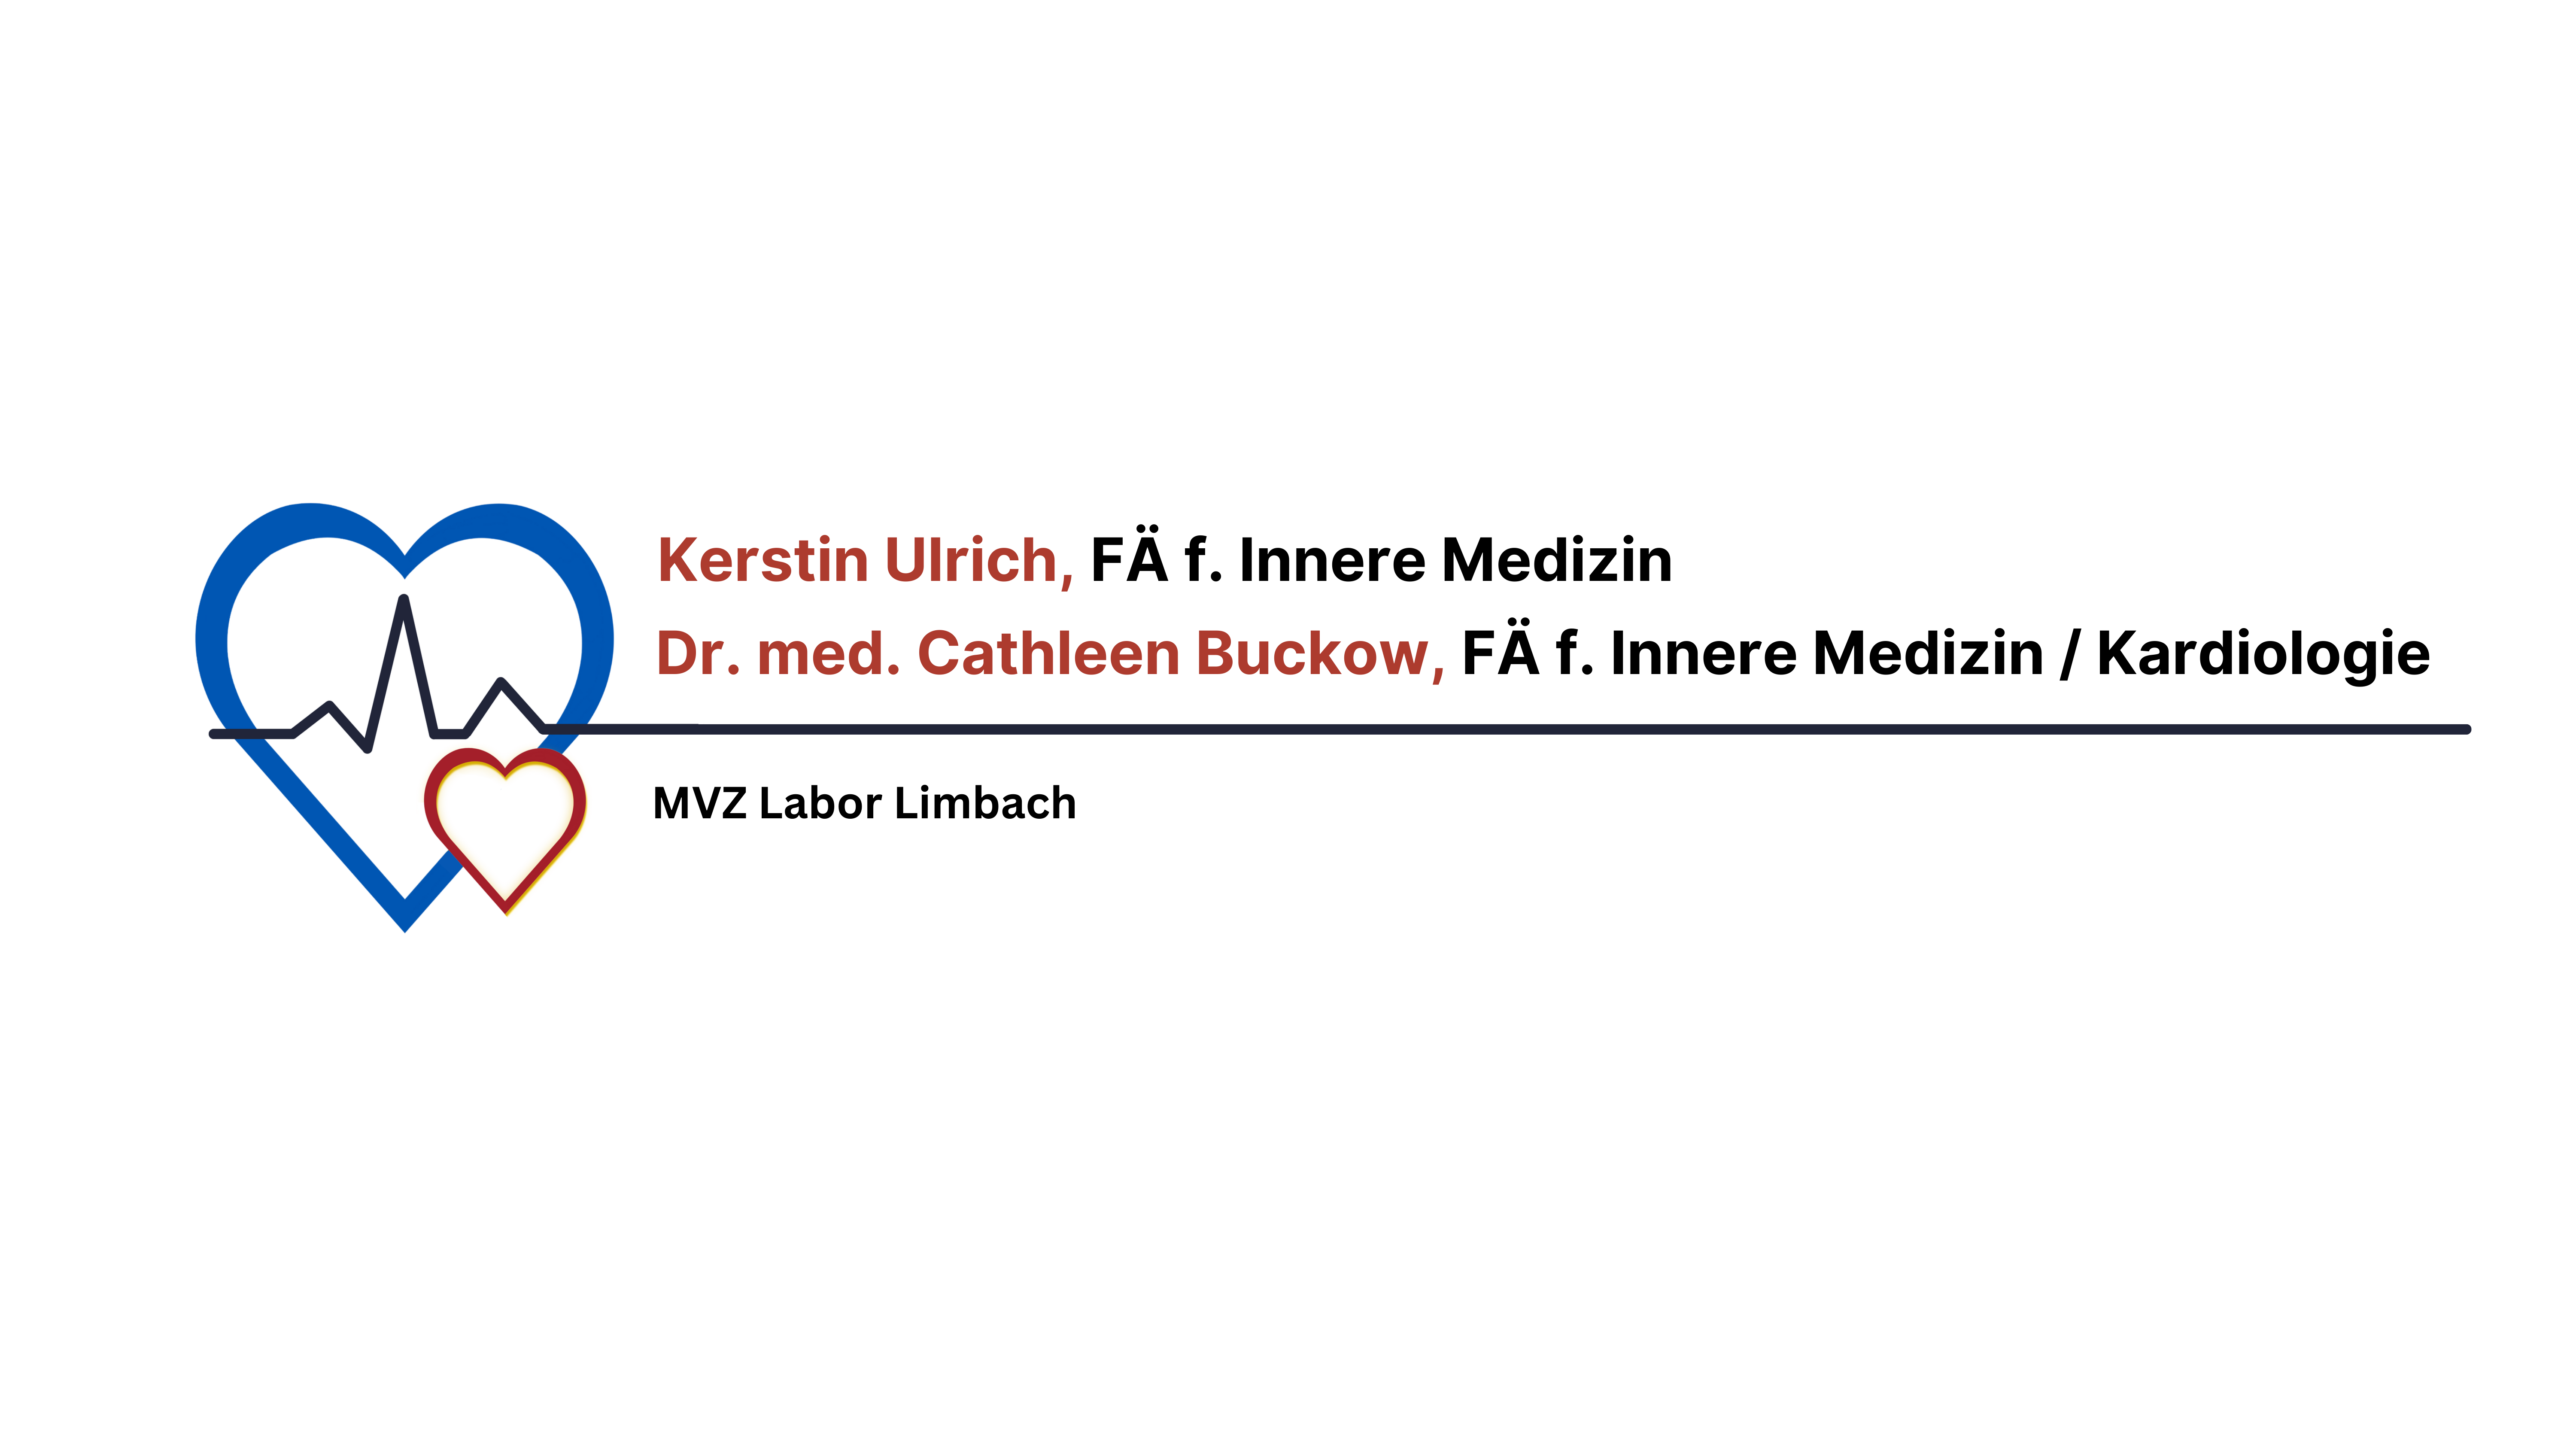 Kerstin Ulrich, FÄ f. Innere Medizin
Dr. med. Cathleen Buckow, FÄ f. Innere Medizin / Kardiologie
MVZ Labor Limbach